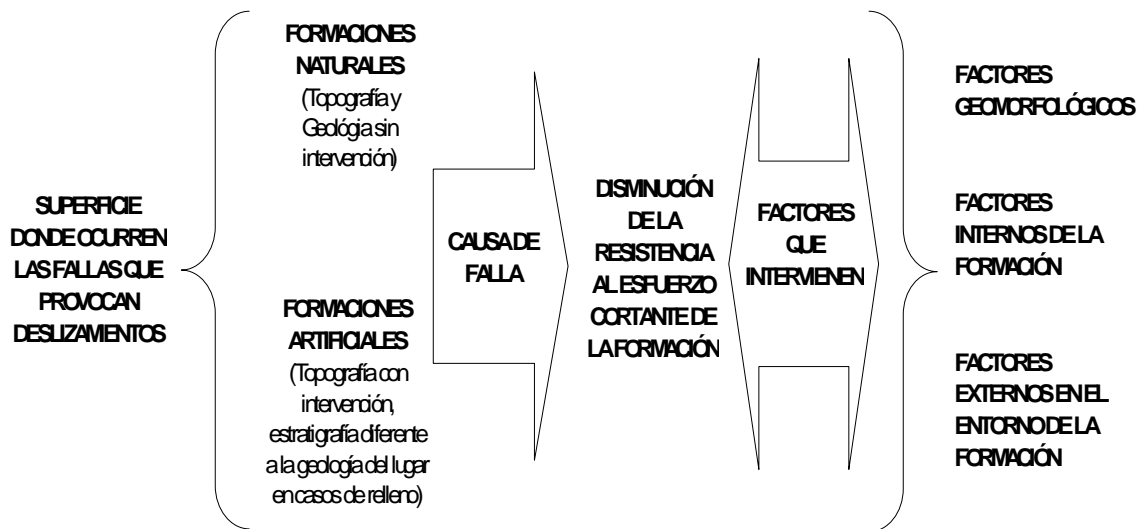 SUPERFICIE
DONDE OCURREN
LAS FALLAS QUE
PROVOCAN
DESLIZAMIENTOS
FORMACIONES
NATURALES
(Topografía y
Geológia sin
intervención)
FORMACIONES
ARTIFICIALES
(Topografía con
intervención,
estratigrafía diferente
a la geología del lugar
en casos de relleno)
CAUSA DE
FALLA
DISMINUCIÓN
DE LA
RESISTENCIA
AL ESFUERZO
CORTANTE DE
LA FORMACIÓN
FACTORES
QUE
INTERVIENEN
FACTORES
GEOMORFOLÓGICOS
FACTORES
INTERNOS DE LA
FORMACIÓN
FACTORES
EXTERNOS EN EL
ENTORNO DE LA
FORMACIÓN